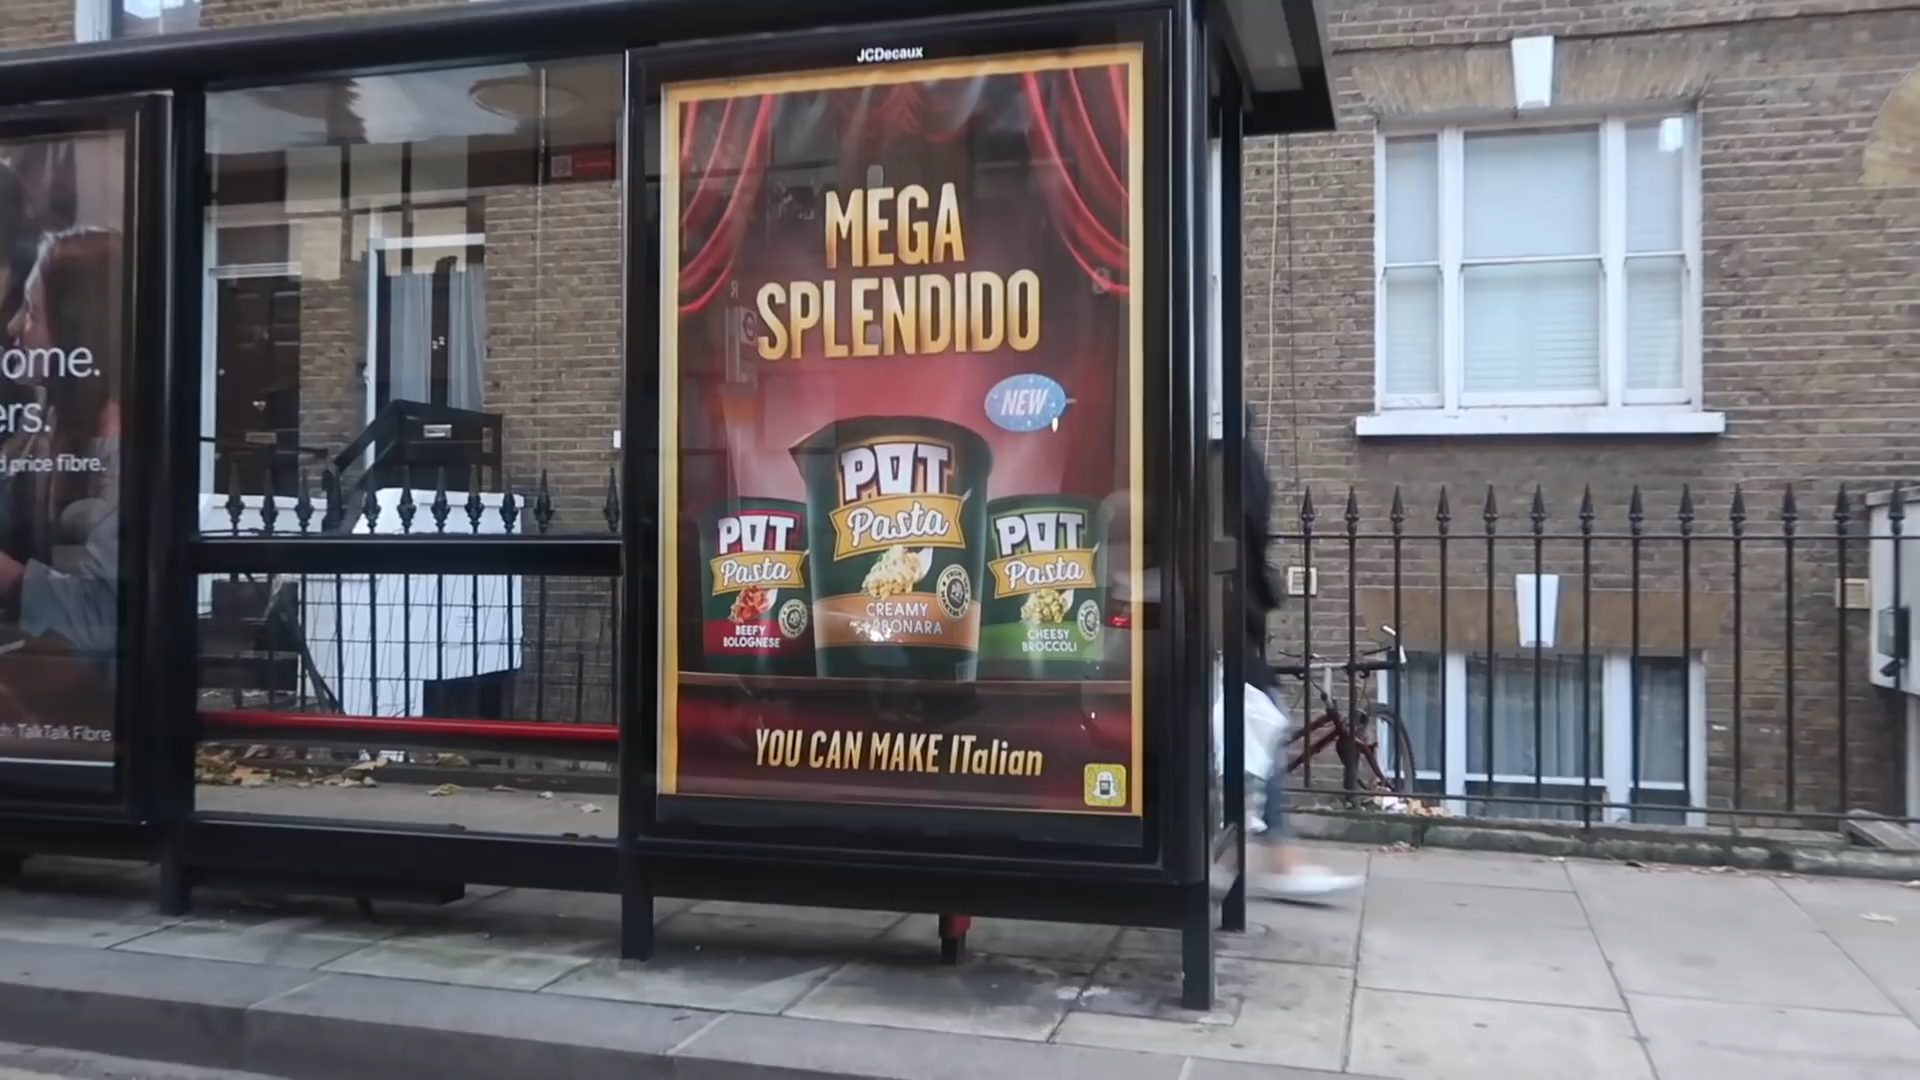 JCDecaux
MEGA
SPLENDIDO
NEW
POT
Pasta
CREAMY
CARBONARA
POT
Pasta
BEEFY
BOLOGNESE
POT
Pasta
CHEESY
BROCCOLI
YOU CAN MAKE ITalian
ome.
ers.
d price fibre.
TalkTalk Fibre